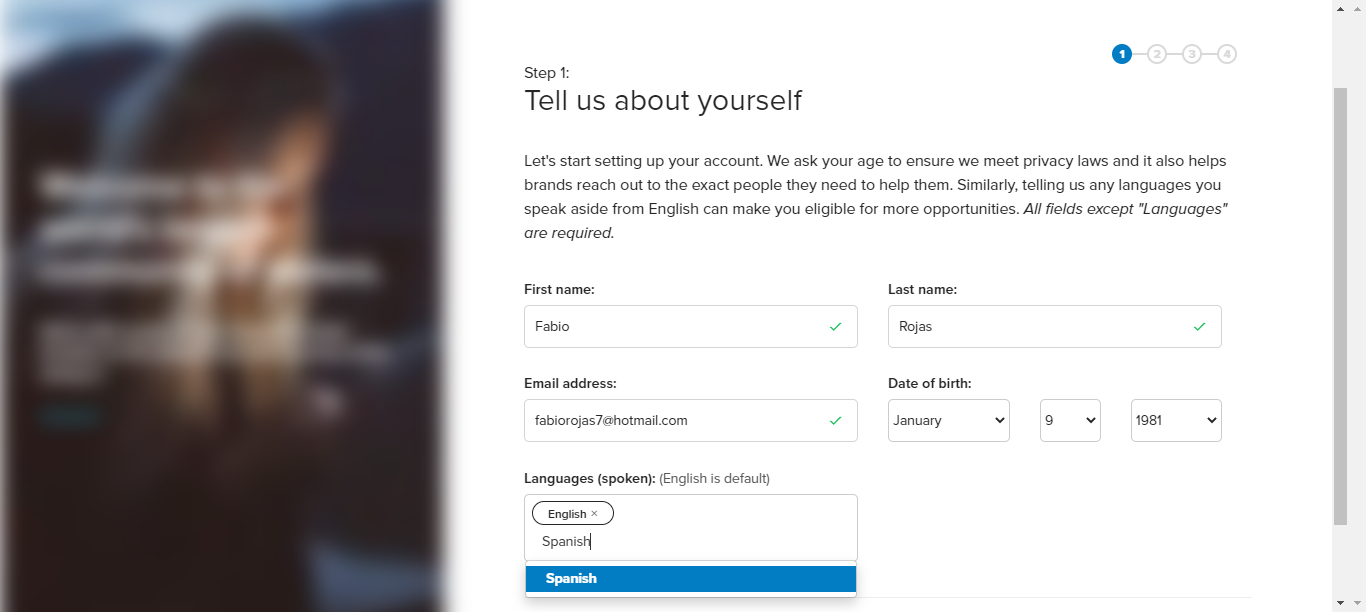 1 2 3 4
Step 1:
Tell us about yourself
Let's start setting up your account. We ask your age to ensure we meet privacy laws and it also helps
brands reach out to the exact people they need to help them. Similarly, telling us any languages you
speak aside from English can make you eligible for more opportunities. All fields except "Languages"
are required.
First name: Last name:
Fabio Rojas
Email address: Date of birth:
fabiorojas7@hotmail.com January 9 1981
Languages (spoken): (English is default)
English ×
Spanish
Spanish